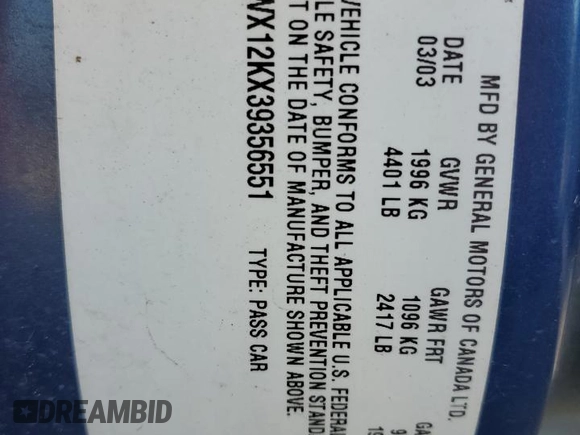 MFD BY GENERAL MOTORS OF CANADA LTD.
DATE GVWR GAWR FRT
03/03 1996 KG 1096 KG
4401 LB 2417 LB
VEHICLE CONFORMS TO ALL APPLICABLE U.S. FEDERA
LE SAFETY, BUMPER, AND THEFT PREVENTION STAND
T ON THE DATE OF MANUFACTURE SHOWN ABOVE.
WX12KX39356551 TYPE: PASS CAR
DREAMBID